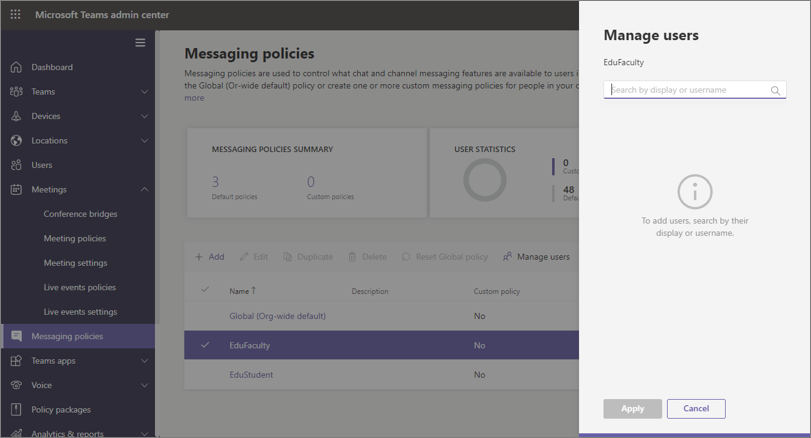 Microsoft Teams admin center
Dashboard
Teams
Devices
Locations
Users
Meetings
Conference bridges
Meeting policies
Meeting settings
Live events policies
Live events settings
Messaging policies
Teams apps
Voice
Policy packages
Analytics & reports
Messaging policies
Messaging policies are used to control what chat and channel messaging features are available to users i
the Global (Or-wide default) policy or create one or more custom messaging policies for people in your
more
MESSAGING POLICIES SUMMARY
3
Default policies
0
Custom policies
USER STATISTICS
0
Custo
48
Defa
Add
Edit
Duplicate
Delete
Reset Global policy
Manage users
Name ↑
Description
Custom policy
Global (Org-wide default)
No
EduFaculty
No
EduStudent
No
Manage users
EduFaculty
Search by display or username
i
To add users, search by their
display or username.
Apply
Cancel